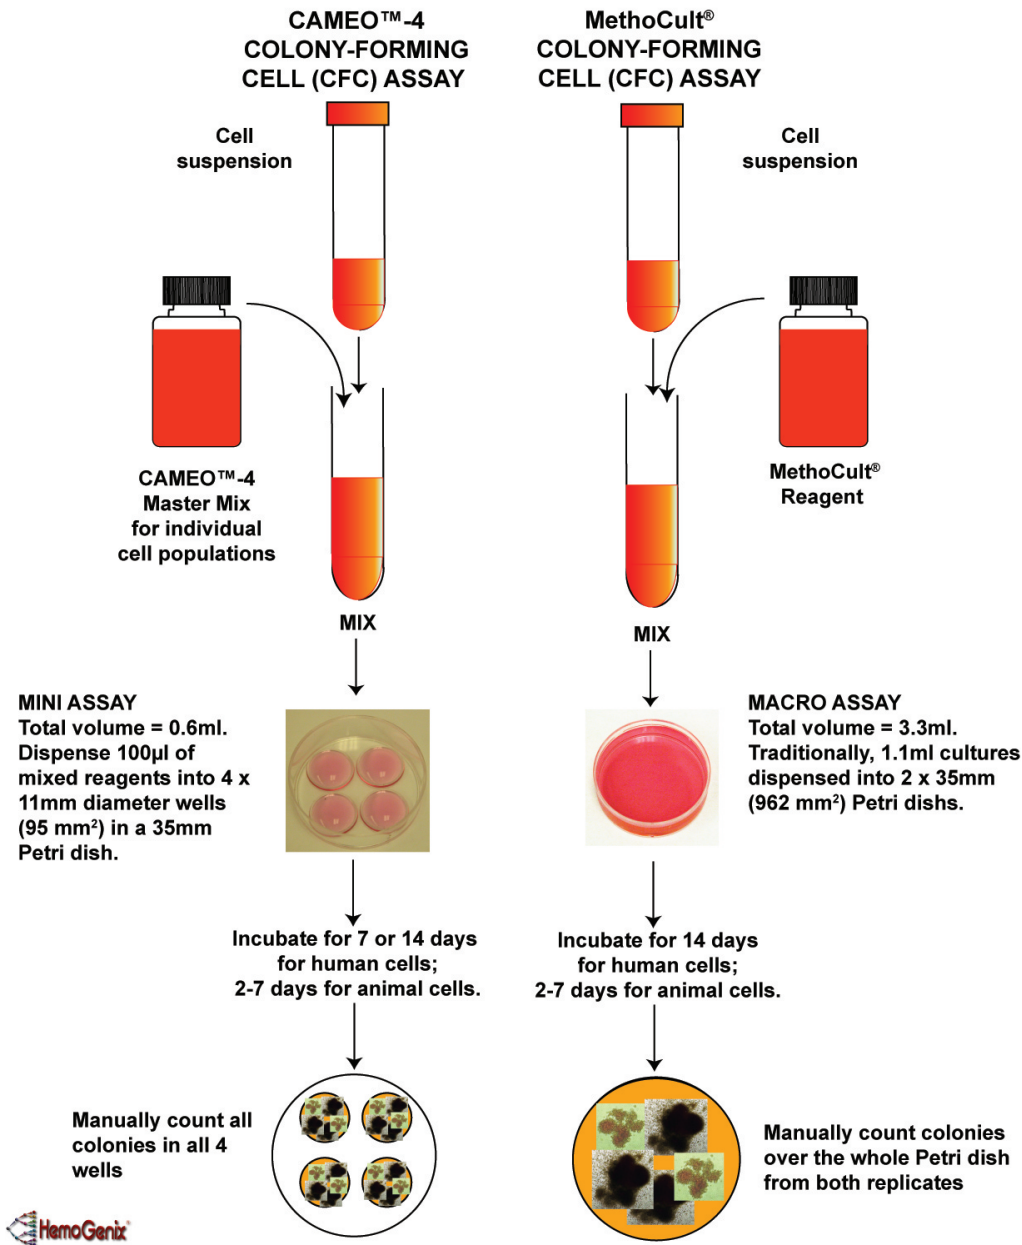 CAMEO™-4
COLONY-FORMING
CELL (CFC) ASSAY
MethoCult®
COLONY-FORMING
CELL (CFC) ASSAY
Cell
suspension
Cell
suspension
CAMEO™-4
Master Mix
for individual
cell populations
MethoCult®
Reagent
MIX
MIX
MINI ASSAY
Total volume = 0.6ml.
Dispense 100µl of
mixed reagents into 4 x
11mm diameter wells
(95 mm²) in a 35mm
Petri dish.
MACRO ASSAY
Total volume = 3.3ml.
Traditionally, 1.1ml cultures
dispensed into 2 x 35mm
(962 mm²) Petri dishs.
Incubate for 7 or 14 days
for human cells;
2-7 days for animal cells.
Incubate for 14 days
for human cells;
2-7 days for animal cells.
Manually count all
colonies in all 4
wells
Manually count colonies
over the whole Petri dish
from both replicates
HemoGenix®